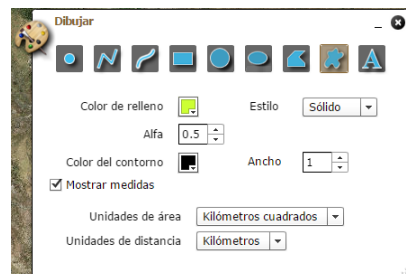 Dibujar
A
Color de relleno Estilo Sólido
Alfa 0.5
Color del contorno Ancho 1
Mostrar medidas
Unidades de área Kilómetros cuadrados
Unidades de distancia Kilómetros